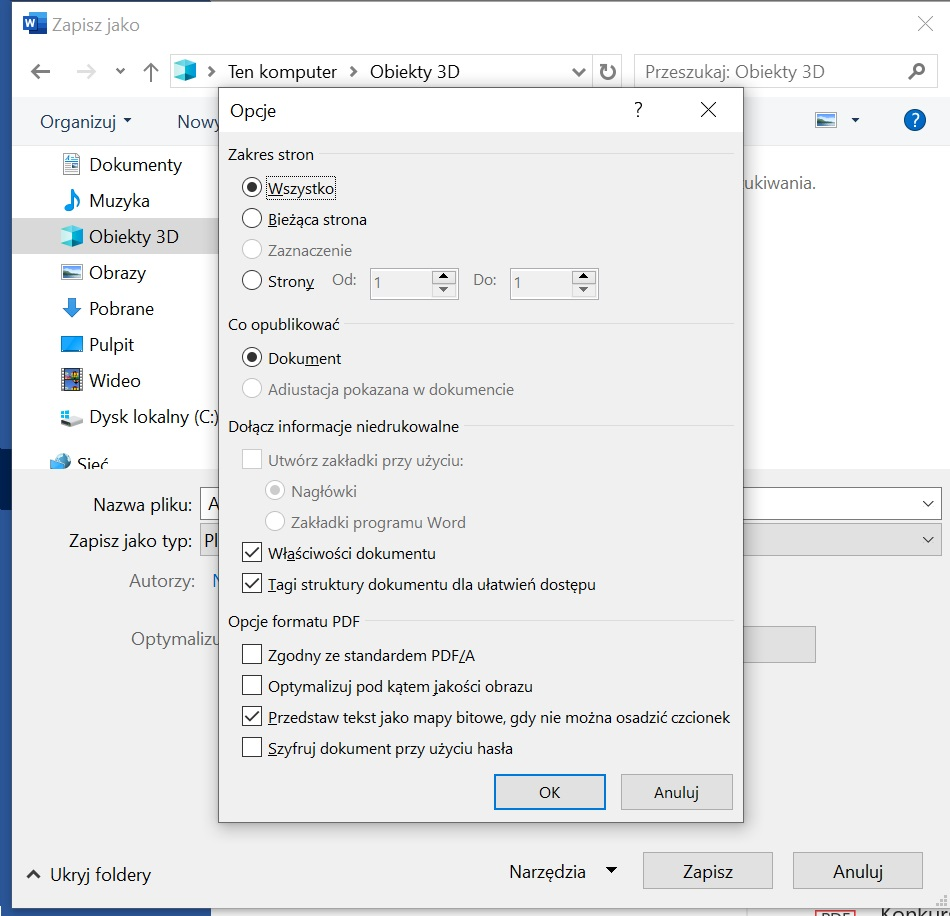 Zapisz jako
Ten komputer > Obiekty 3D
Przeszukaj: Obiekty 3D
Organizuj
Opcje
?
?
Dokumenty
Muzyka
Obiekty 3D
Obrazy
Pobrane
Pulpit
Wideo
Dysk lokalny (C:)
Sieć
Zakres stron
Wszystko
Bieżąca strona
Zaznaczenie
Strony Od: 1 Do: 1
Co opublikować
Dokument
Adiustacja pokazana w dokumencie
Dołącz informacje niedrukowalne
Utwórz zakładki przy użyciu:
Nagłówki
Zakładki programu Word
Właściwości dokumentu
Tagi struktury dokumentu dla ułatwień dostępu
Opcje formatu PDF
Zgodny ze standardem PDF/A
Optymalizuj pod kątem jakości obrazu
Przedstaw tekst jako mapy bitowe, gdy nie można osadzić czcionek
Szyfruj dokument przy użyciu hasła
OK
Anuluj
Nazwa pliku:
Zapisz jako typ:
Autorzy:
Ukryj foldery
Narzędzia
Zapisz
Anuluj